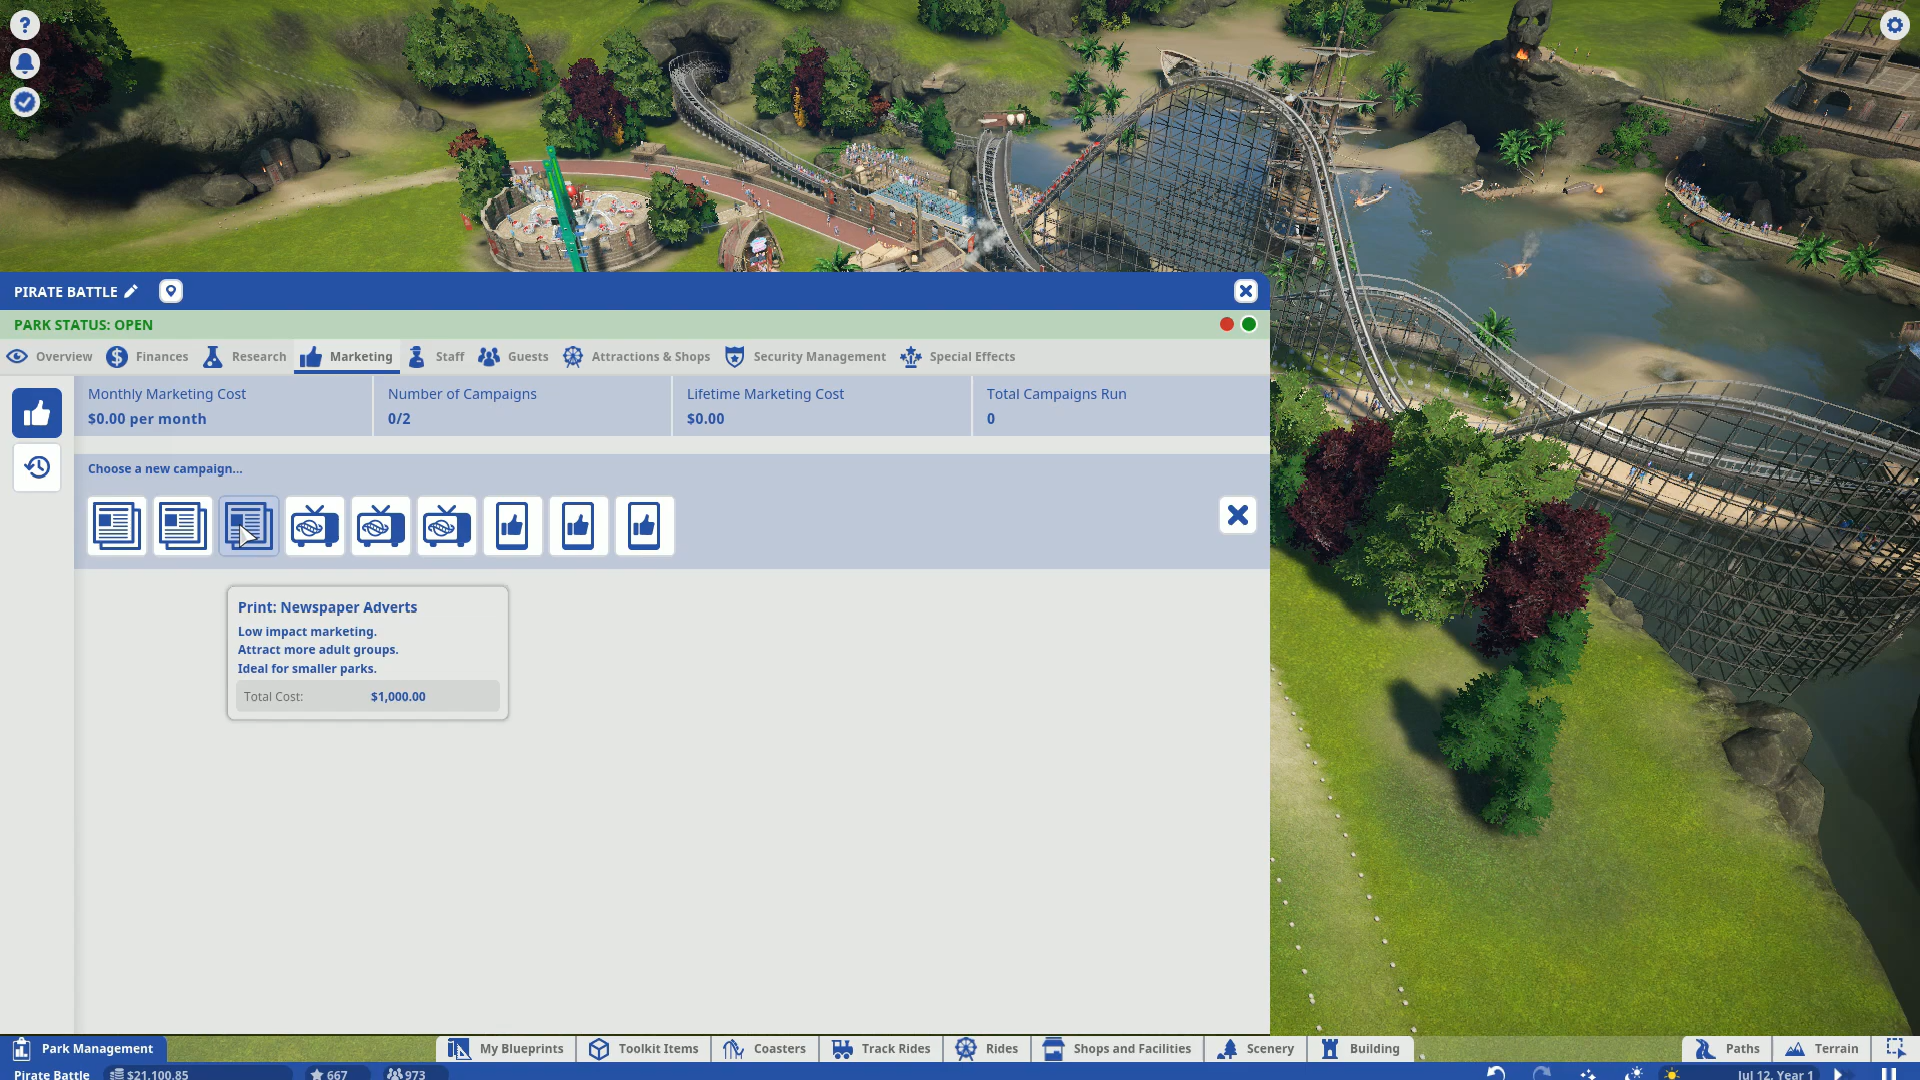 PIRATE BATTLE
PARK STATUS: OPEN
Overview Finances Research Marketing Staff Guests Attractions & Shops Security Management Special Effects
Monthly Marketing Cost Number of Campaigns Lifetime Marketing Cost Total Campaigns Run
$0.00 per month 0/2 $0.00 0
Choose a new campaign...
Print: Newspaper Adverts
Low impact marketing.
Attract more adult groups.
Ideal for smaller parks.
Total Cost: $1,000.00
Park Management My Blueprints Toolkit Items Coasters Track Rides Rides Shops and Facilities Scenery Building Paths Terrain
Pirate Battle $21,100.85 667 973 Jul 12, Year 1